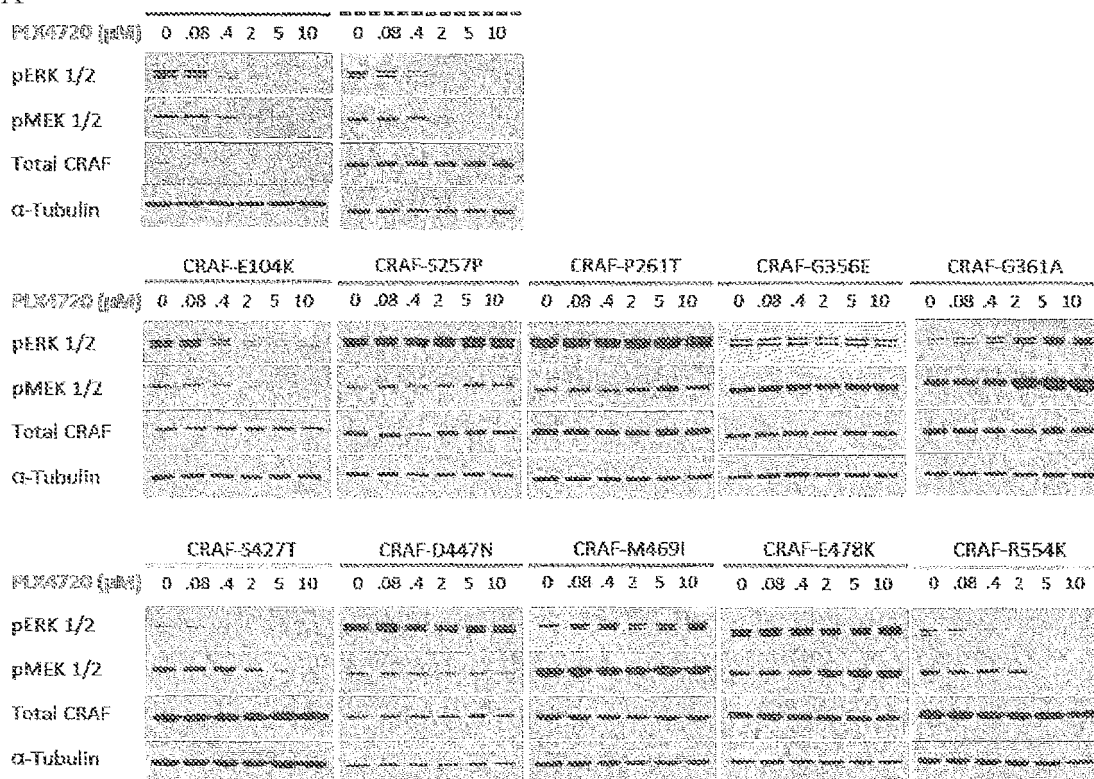 A
PLX4720 (µM) 0 .08 .4 2 5 10 0 .08 .4 2 5 10
pERK 1/2
pMEK 1/2
Total CRAF
α-Tubulin
CRAF-E104K CRAF-S257P CRAF-P261T CRAF-G356E CRAF-G361A
PLX4720 (µM) 0 .08 .4 2 5 10 0 .08 .4 2 5 10 0 .08 .4 2 5 10 0 .08 .4 2 5 10 0 .08 .4 2 5 10
pERK 1/2
pMEK 1/2
Total CRAF
α-Tubulin
CRAF-S427T CRAF-D447N CRAF-M469I CRAF-E478K CRAF-R554K
PLX4720 (µM) 0 .08 .4 2 5 10 0 .08 .4 2 5 10 0 .08 .4 2 5 10 0 .08 .4 2 5 10 0 .08 .4 2 5 10
pERK 1/2
pMEK 1/2
Total CRAF
α-Tubulin